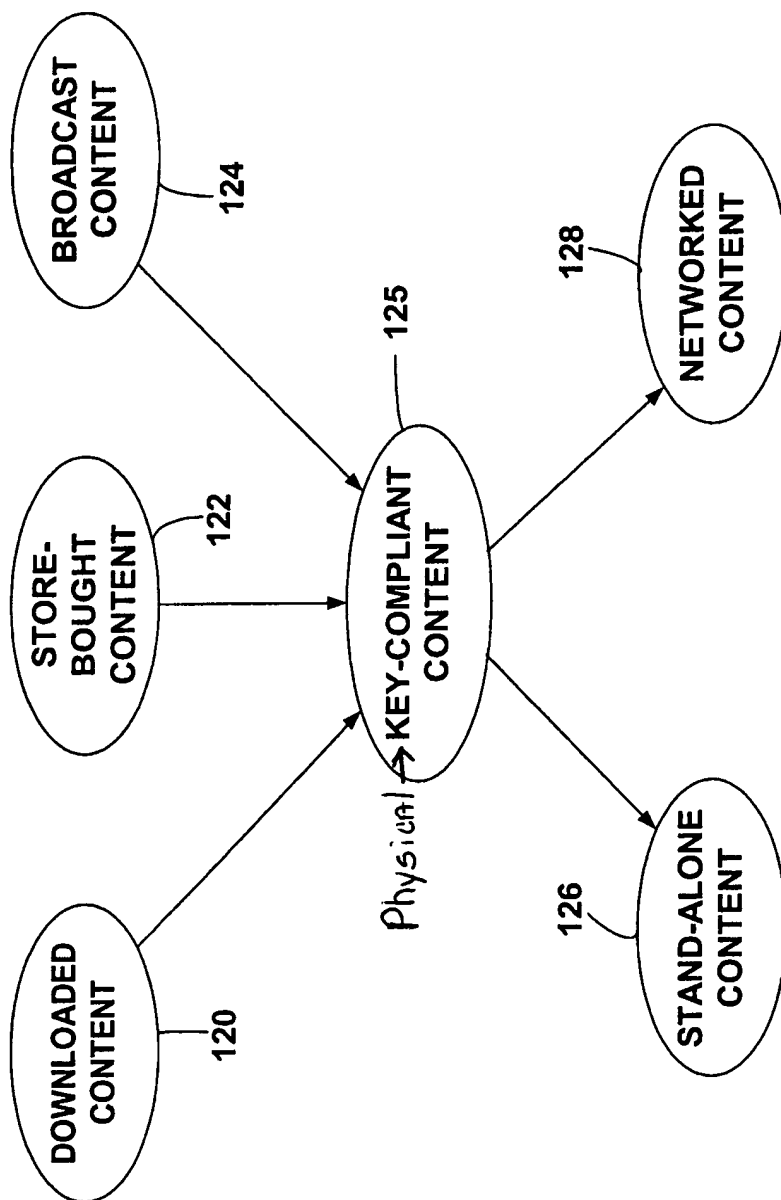 DOWNLOADED
CONTENT
120
STORE-
BOUGHT
CONTENT
122
BROADCAST
CONTENT
124
Physical → KEY-COMPLIANT
CONTENT
125
STAND-ALONE
CONTENT
126
NETWORKED
CONTENT
128